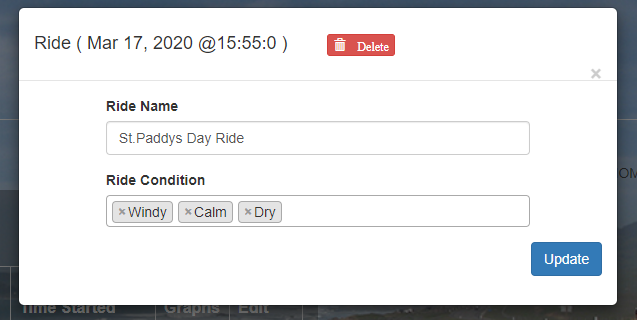 Ride ( Mar 17, 2020 @15:55:0 ) Delete
×
Ride Name
St.Paddys Day Ride
Ride Condition
×Windy ×Calm ×Dry
Update
Time Started Graphs Edit